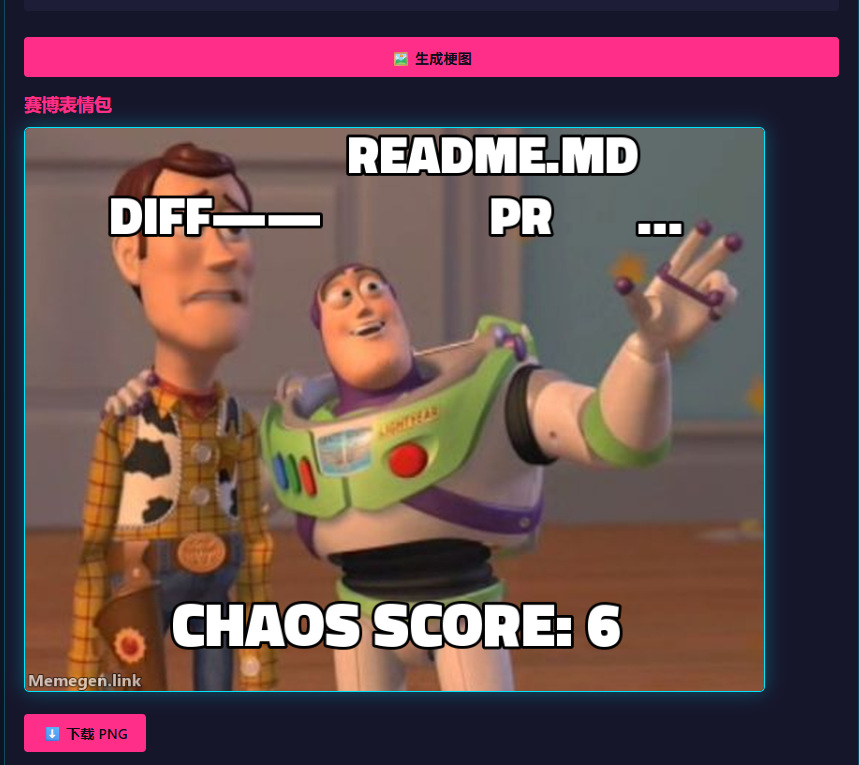 生成梗图
赛博表情包
README.MD
DIFF—— PR ...
LIGHTYEAR
CHAOS SCORE: 6
Memegen.link
下载 PNG